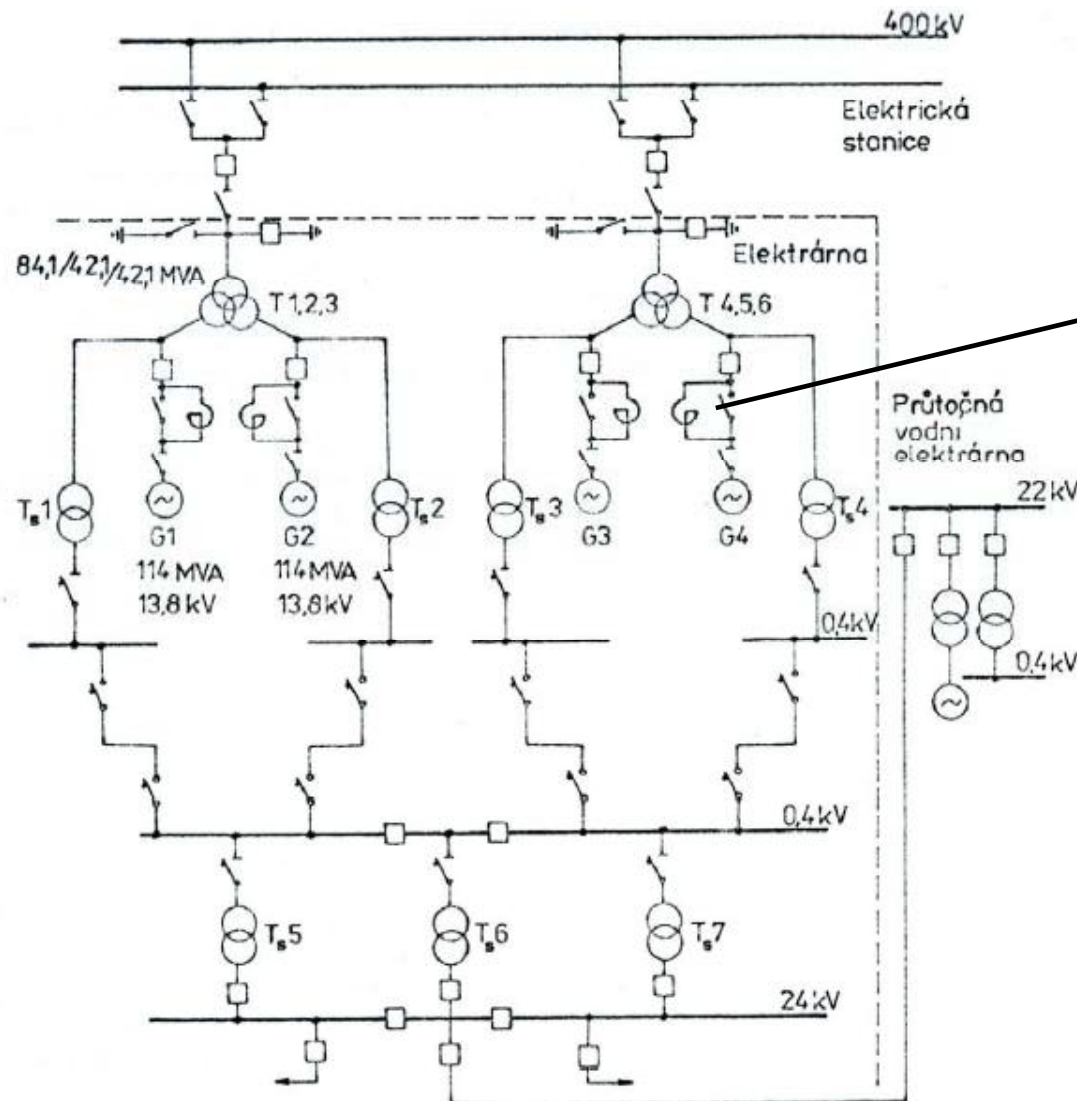 400kV
Elektrická
stanice
Elektrárna
84,1/42,1/42,1 MVA
T 1,2,3
T 4,5,6
Průtočná
vodní
elektrárna
22kV
Ts1
G1
G2
Ts2
Ts3
G3
G4
Ts4
114 MVA
114 MVA
13,8 kV
13,8 kV
0,4kV
0,4kV
0,4kV
Ts5
Ts6
Ts7
24kV